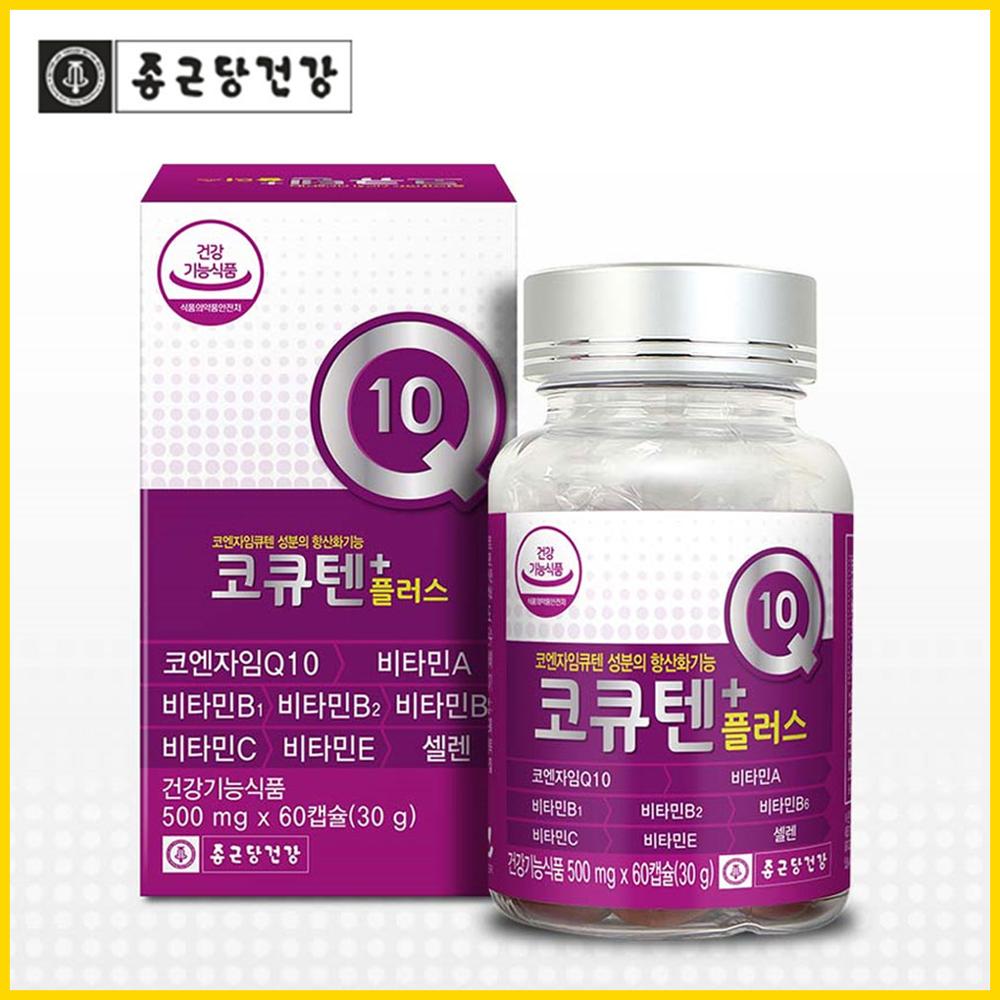 종근당건강
건강
기능식품
식품의약품안전처
10
코엔자임큐텐 성분의 항산화기능
코큐텐+
플러스
코엔자임Q10 비타민A
비타민B1 비타민B2 비타민B
비타민C 비타민E 셀렌
건강기능식품
500 mg x 60캡슐(30 g)
종근당건강
건강
기능식품
식품의약품안전처
10
코엔자임큐텐 성분의 항산화기능
코큐텐+
플러스
코엔자임Q10 비타민A
비타민B1 비타민B2 비타민B6
비타민C 비타민E 셀렌
건강기능식품 500 mg x 60캡슐(30 g) 종근당건강